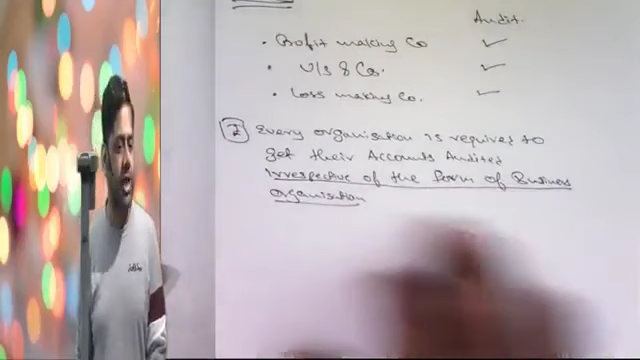 Audit.
• Profit making Co ✓
• U/s 8 Cos. ✓
• Loss making Co. ✓
I Every organisation is required to
get their Accounts Audited
irrespective of the form of Business
organisation